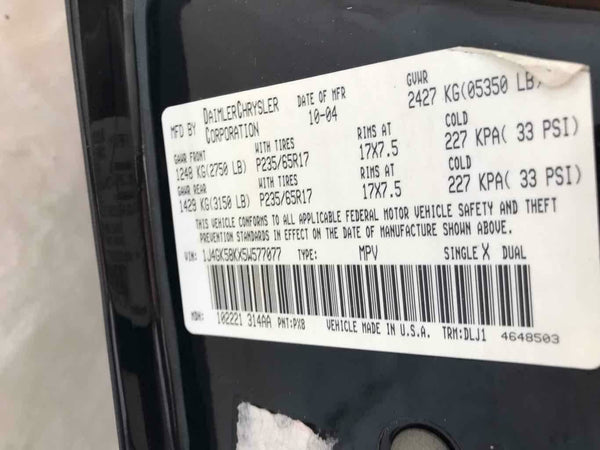 MFD BY DAIMLERCHRYSLER CORPORATION DATE OF MFR 10-04 GVWR 2427 KG(05350 LB)
GAWR FRONT WITH TIRES RIMS AT COLD
1248 KG(2750 LB) P235/65R17 17X7.5 227 KPA( 33 PSI)
GAWR REAR WITH TIRES RIMS AT COLD
1429 KG(3150 LB) P235/65R17 17X7.5 227 KPA( 33 PSI)
THIS VEHICLE CONFORMS TO ALL APPLICABLE FEDERAL MOTOR VEHICLE SAFETY AND THEFT
PREVENTION STANDARDS IN EFFECT ON THE DATE OF MANUFACTURE SHOWN ABOVE.
VIN: 1J4GK58KX5W577077 TYPE: MPV SINGLE X DUAL
MDH: 102221 314AA PNT:PX8 VEHICLE MADE IN U.S.A. TRM:DLJ1 4648503